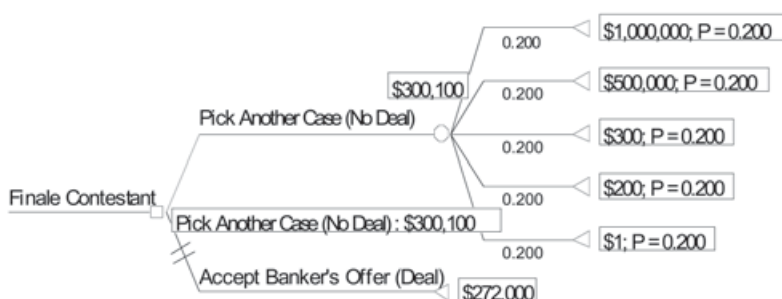 $1,000,000; P = 0.200
0.200
$300,100
$500,000; P = 0.200
0.200
Pick Another Case (No Deal)
$300; P = 0.200
0.200
$200; P = 0.200
0.200
Finale Contestant
Pick Another Case (No Deal) : $300,100
$1; P = 0.200
0.200
Accept Banker's Offer (Deal)
$272,000